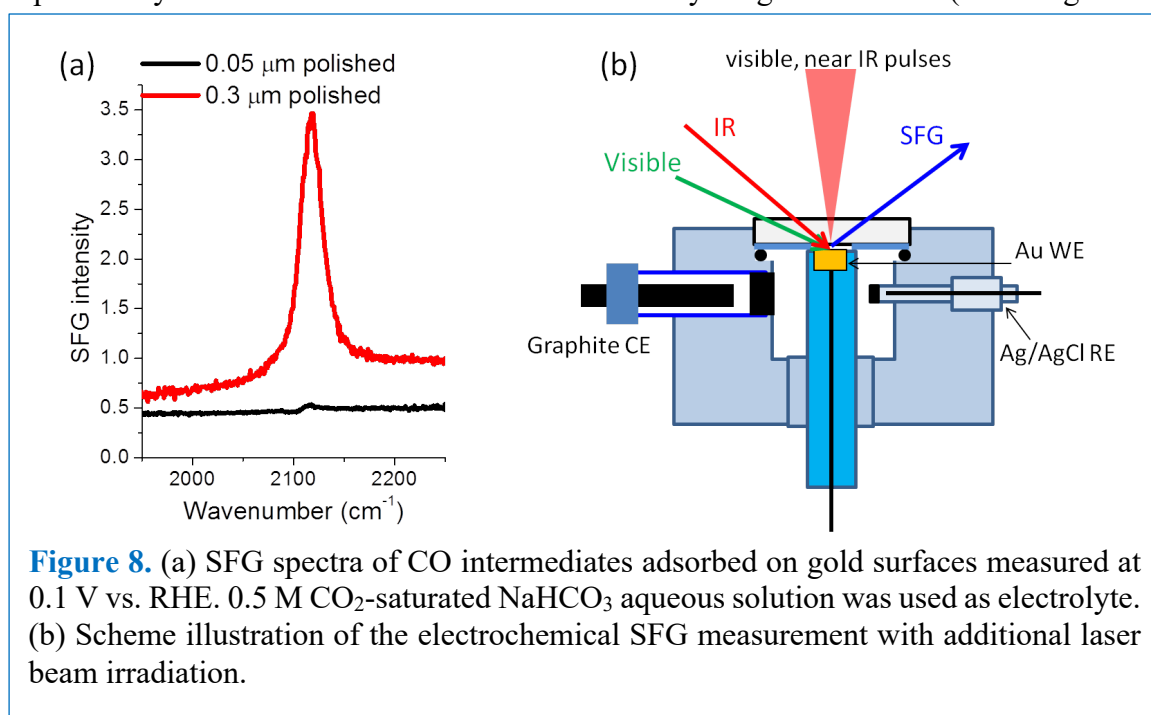 (a)
0.05 μm polished
0.3 μm polished
3.5
3.0
2.5
2.0
1.5
1.0
0.5
0.0
SFG intensity
2000 2100 2200
Wavenumber (cm⁻¹)
(b)
visible, near IR pulses
IR
SFG
Visible
Au WE
Graphite CE
Ag/AgCl RE
Figure 8. (a) SFG spectra of CO intermediates adsorbed on gold surfaces measured at
0.1 V vs. RHE. 0.5 M CO₂-saturated NaHCO₃ aqueous solution was used as electrolyte.
(b) Scheme illustration of the electrochemical SFG measurement with additional laser
beam irradiation.